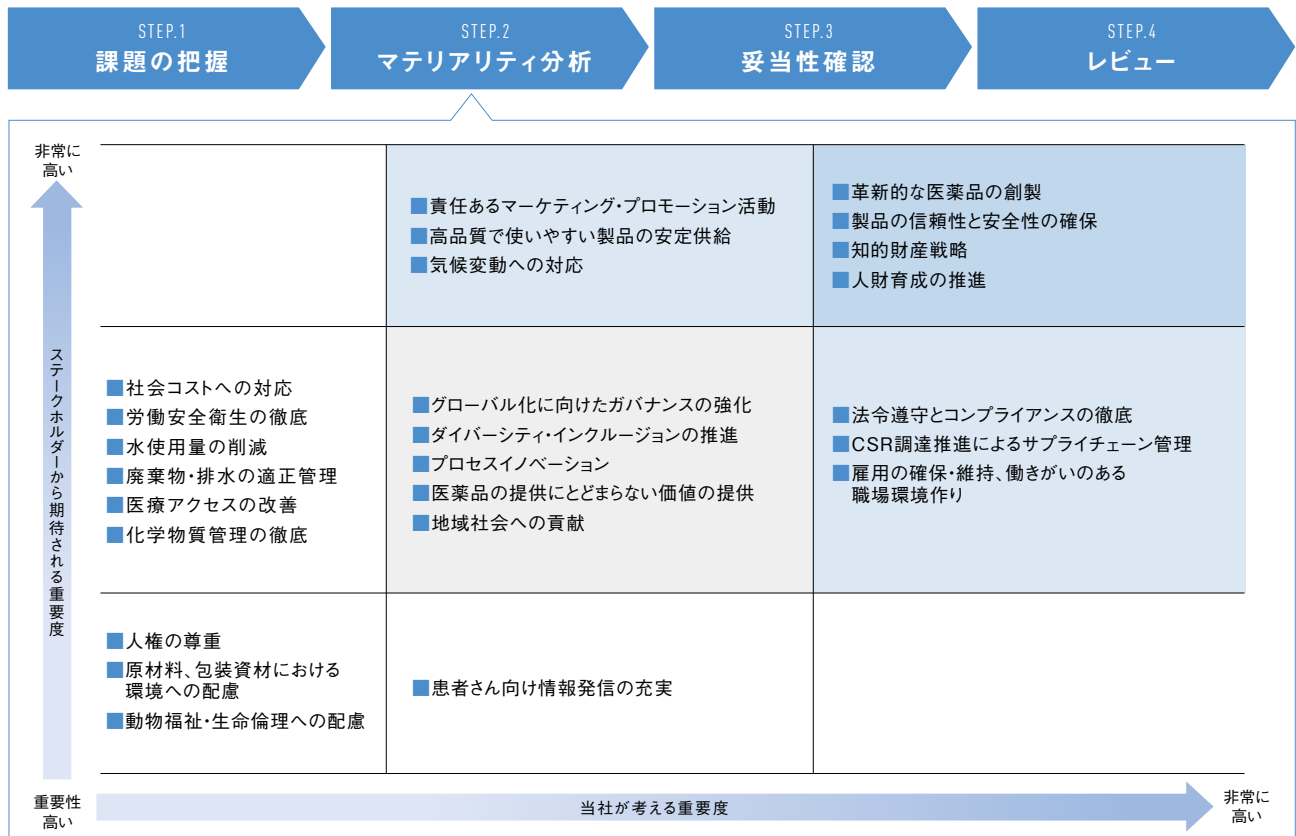 STEP.1
課題の把握
STEP.2
マテリアリティ分析
STEP.3
妥当性確認
STEP.4
レビュー
非常に
高い
ステークホルダーから期待される重要度
■責任あるマーケティング・プロモーション活動
■高品質で使いやすい製品の安定供給
■気候変動への対応
■革新的な医薬品の創製
■製品の信頼性と安全性の確保
■知的財産戦略
■人財育成の推進
■社会コストへの対応
■労働安全衛生の徹底
■水使用量の削減
■廃棄物・排水の適正管理
■医療アクセスの改善
■化学物質管理の徹底
■グローバル化に向けたガバナンスの強化
■ダイバーシティ・インクルージョンの推進
■プロセスイノベーション
■医薬品の提供にとどまらない価値の提供
■地域社会への貢献
■法令遵守とコンプライアンスの徹底
■CSR調達推進によるサプライチェーン管理
■雇用の確保・維持、働きがいのある
職場環境作り
■人権の尊重
■原材料、包装資材における
環境への配慮
■動物福祉・生命倫理への配慮
■患者さん向け情報発信の充実
重要性
高い
当社が考える重要度
非常に
高い